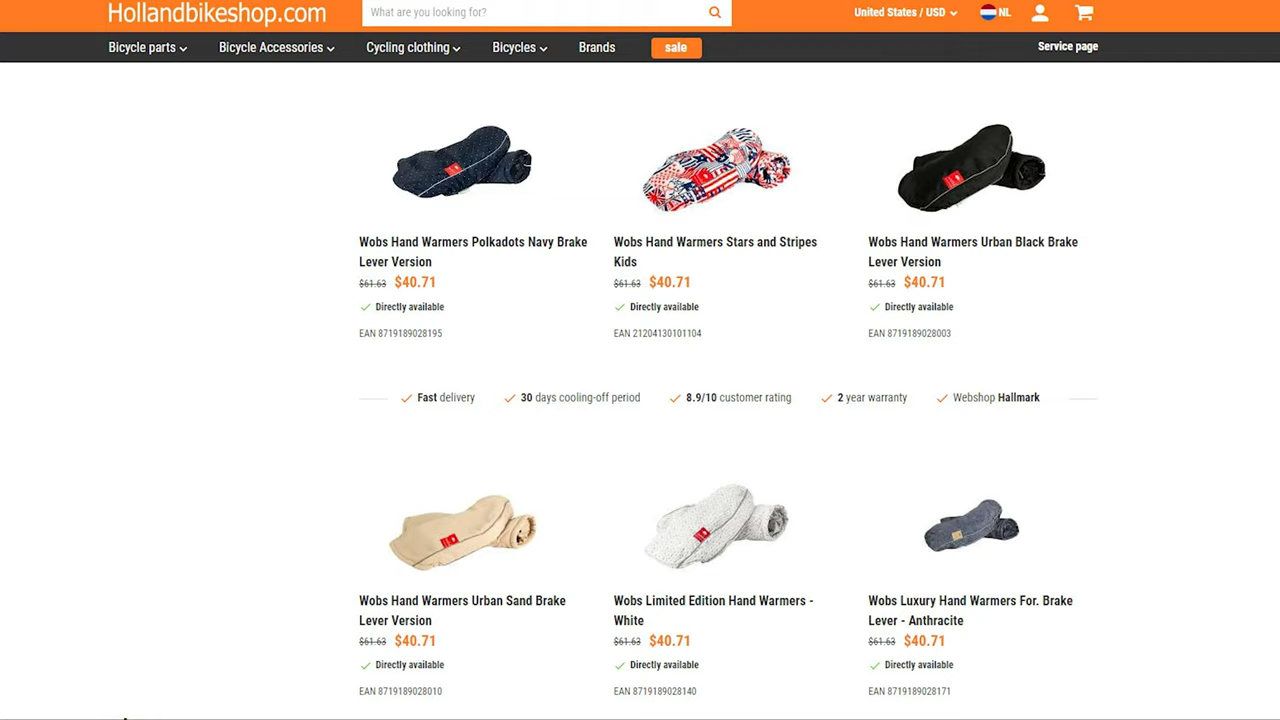 Hollandbikeshop.com
What are you looking for?
United States / USD
NL
Bicycle parts
Bicycle Accessories
Cycling clothing
Bicycles
Brands
sale
Service page
Wobs Hand Warmers Polkadots Navy Brake
Lever Version
$61.63 $40.71
Directly available
EAN 8719189028195
Wobs Hand Warmers Stars and Stripes
Kids
$61.63 $40.71
Directly available
EAN 21204130101104
Wobs Hand Warmers Urban Black Brake
Lever Version
$61.63 $40.71
Directly available
EAN 8719189028003
Fast delivery
30 days cooling-off period
8.9/10 customer rating
2 year warranty
Webshop Hallmark
Wobs Hand Warmers Urban Sand Brake
Lever Version
$61.63 $40.71
Directly available
EAN 8719189028010
Wobs Limited Edition Hand Warmers -
White
$61.63 $40.71
Directly available
EAN 8719189028140
Wobs Luxury Hand Warmers For. Brake
Lever - Anthracite
$61.63 $40.71
Directly available
EAN 8719189028171